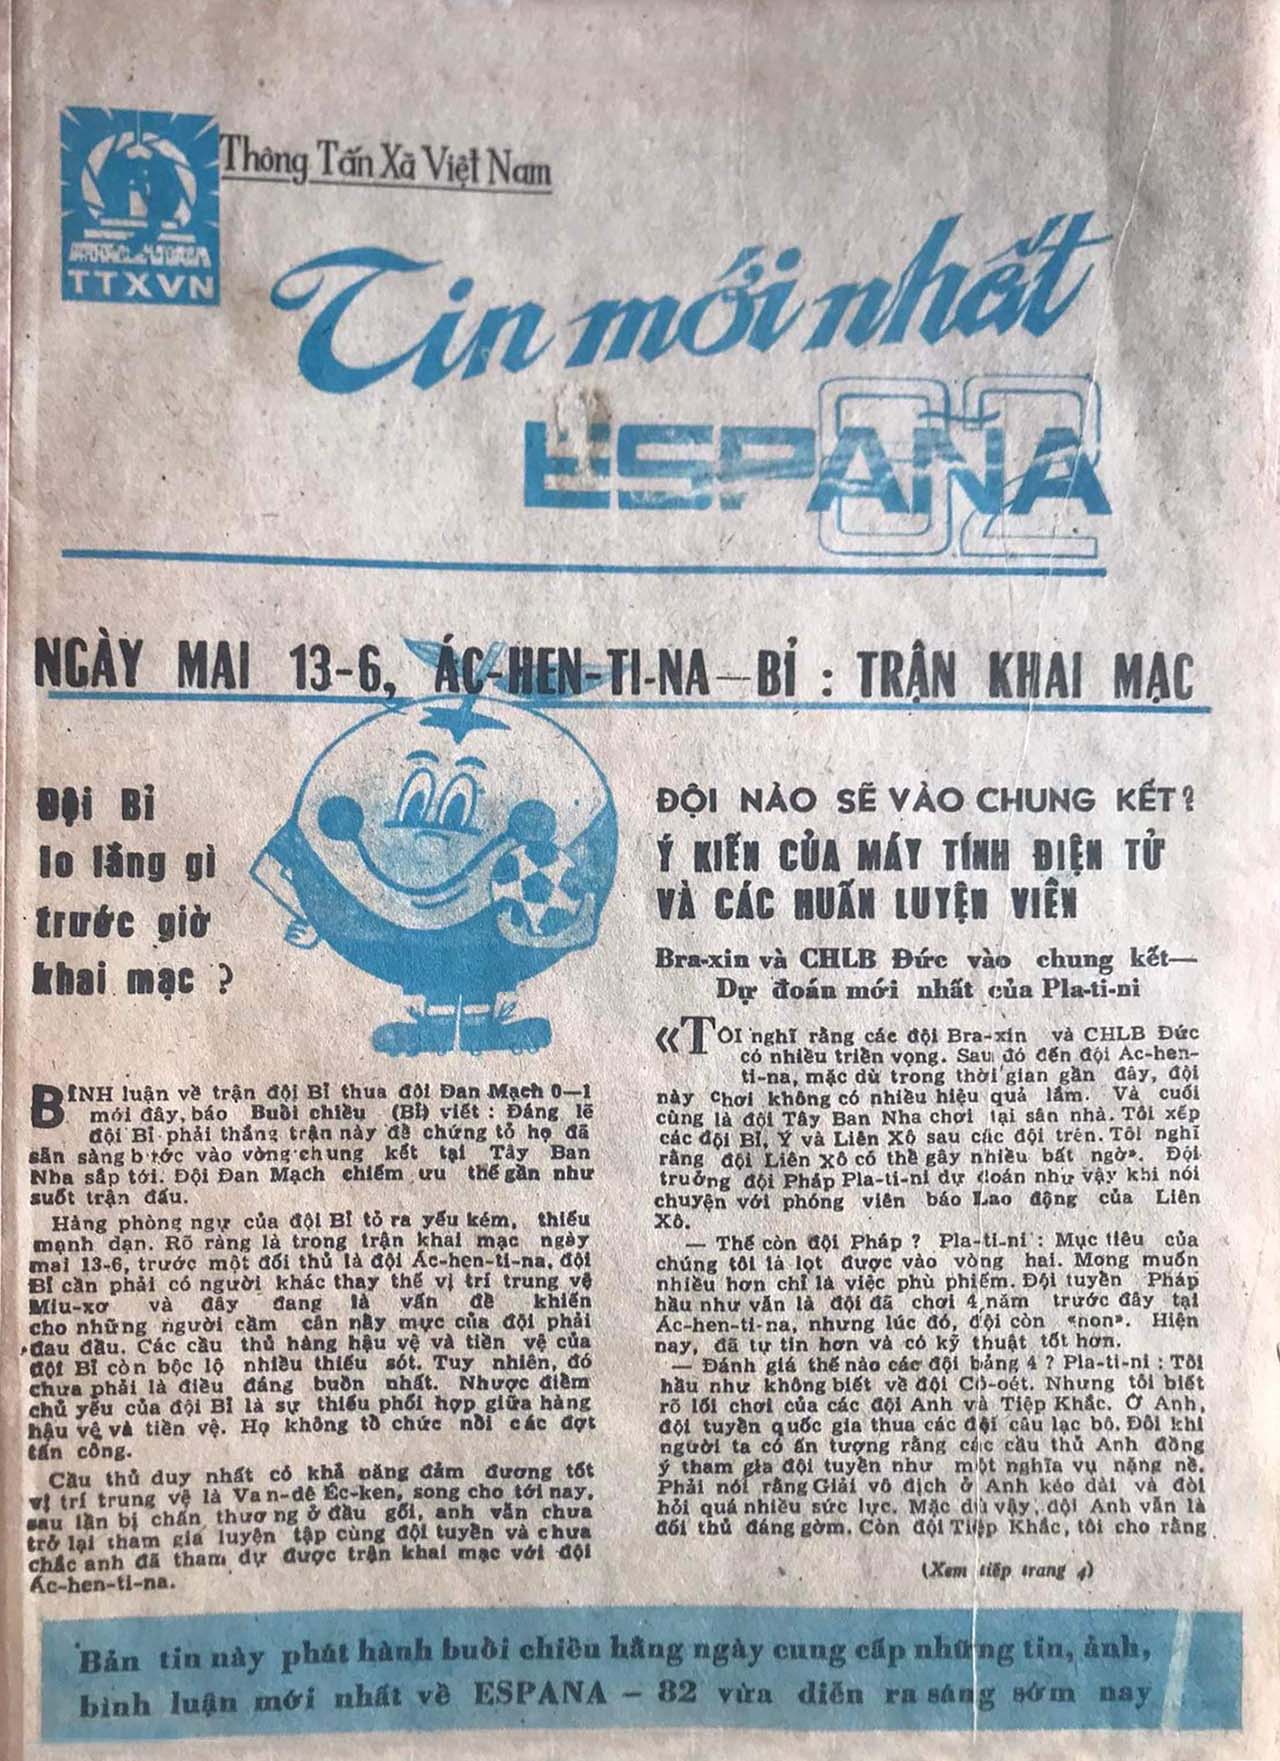 Thông Tấn Xã Việt Nam
TTXVN
Tin mới nhất
ESPAÑA
82
NGÀY MAI 13-6, ÁC-HEN-TI-NA — BỈ : TRẬN KHAI MẠC
Đội Bỉ
lo lắng gì
trước giờ
khai mạc ?
BÌNH luận về trận đội Bỉ thua đội Đan Mạch 0—1
mới đây, báo Buổi chiều (Bỉ) viết : Đáng lẽ
đội Bỉ phải thắng trận này để chứng tỏ họ đã
sẵn sàng bước vào vòng chung kết tại Tây Ban
Nha sắp tới. Đội Đan Mạch chiếm ưu thế gần như
suốt trận đấu.
Hàng phòng ngự của đội Bỉ tỏ ra yếu kém, thiếu
mạnh dạn. Rõ ràng là trong trận khai mạc ngày
mai 13-6, trước một đối thủ là đội Ác-hen-ti-na, đội
Bỉ cần phải có người khác thay thế vị trí trung vệ
Miu-xơ và đây đang là vấn đề khiến
cho những người cầm cân nảy mực của đội phải
đau đầu. Các cầu thủ hàng hậu vệ và tiền vệ của
đội Bỉ còn bộc lộ nhiều thiếu sót. Tuy nhiên, đó
chưa phải là điều đáng buồn nhất. Nhược điểm
chủ yếu của đội Bỉ là sự thiếu phối hợp giữa hàng
hậu vệ và tiền vệ. Họ không tổ chức nổi các đợt
tấn công.
Cầu thủ duy nhất có khả năng đảm đương tốt
vị trí trung vệ là Van-đê Éc-ken, song cho tới nay,
sau lần bị chấn thương ở đầu gối, anh vẫn chưa
trở lại tham gia luyện tập cùng đội tuyển và chưa
chắc anh đã tham dự được trận khai mạc với đội
Ác-hen-ti-na.
ĐỘI NÀO SẼ VÀO CHUNG KẾT?
Ý KIẾN CỦA MÁY TÍNH ĐIỆN TỬ
VÀ CÁC HUẤN LUYỆN VIÊN
Bra-xin và CHLB Đức vào chung kết—
Dự đoán mới nhất của Pla-ti-ni
«TÔI nghĩ rằng các đội Bra-xin và CHLB Đức
có nhiều triển vọng. Sau đó đến đội Ác-hen-
ti-na, mặc dù trong thời gian gần đây, đội
này chơi không có nhiều hiệu quả lắm. Và cuối
cùng là đội Tây Ban Nha chơi tại sân nhà. Tôi xếp
các đội Bỉ, Ý và Liên Xô sau các đội trên. Tôi nghĩ
rằng đội Liên Xô có thể gây nhiều bất ngờ». Đội
trưởng đội Pháp Pla-ti-ni dự đoán như vậy khi nói
chuyện với phóng viên báo Lao động của Liên
Xô.
— Thế còn đội Pháp ? Pla-ti-ni : Mục tiêu của
chúng tôi là lọt được vào vòng hai. Mong muốn
nhiều hơn chỉ là việc phù phiếm. Đội tuyển Pháp
hầu như vẫn là đội đã chơi 4 năm trước đây tại
Ác-hen-ti-na, nhưng lúc đó, đội còn «non». Hiện
nay, đã tự tin hơn và có kỹ thuật tốt hơn.
— Đánh giá thế nào các đội bảng 4 ? Pla-ti-ni : Tôi
hầu như không biết về đội Cô-oét. Nhưng tôi biết
rõ lối chơi của các đội Anh và Tiệp Khắc. Ở Anh,
đội tuyển quốc gia thua các đội câu lạc bộ. Đôi khi
người ta có ấn tượng rằng các cầu thủ Anh đồng
ý tham gia đội tuyển như một nghĩa vụ nặng nề.
Phải nói rằng Giải vô địch ở Anh kéo dài và đòi
hỏi quá nhiều sức lực. Mặc dù vậy, đội Anh vẫn là
đối thủ đáng gờm. Còn đội Tiệp Khắc, tôi cho rằng
(Xem tiếp trang 4)
Bản tin này phát hành buổi chiều hằng ngày cung cấp những tin, ảnh,
bình luận mới nhất về ESPANA – 82 vừa diễn ra sáng sớm nay